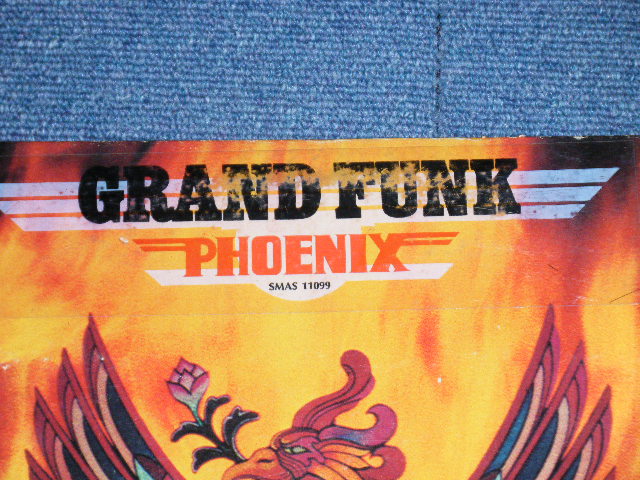 GRAND FUNK
PHOENIX
SMAS 11099